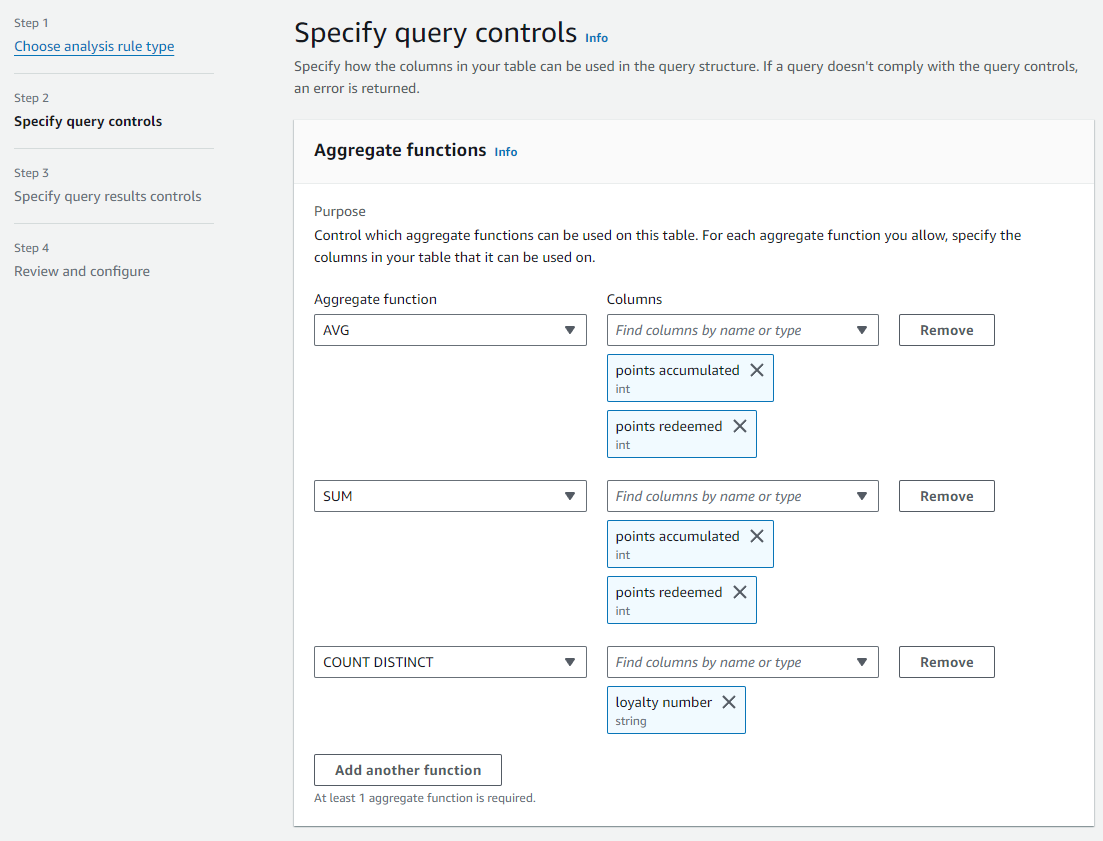 Step 1
Choose analysis rule type
Step 2
Specify query controls
Step 3
Specify query results controls
Step 4
Review and configure
Specify query controls Info
Specify how the columns in your table can be used in the query structure. If a query doesn't comply with the query controls,
an error is returned.
Aggregate functions Info
Purpose
Control which aggregate functions can be used on this table. For each aggregate function you allow, specify the
columns in your table that it can be used on.
Aggregate function Columns
AVG Find columns by name or type Remove
points accumulated
int
points redeemed
int
SUM Find columns by name or type Remove
points accumulated
int
points redeemed
int
COUNT DISTINCT Find columns by name or type Remove
loyalty number
string
Add another function
At least 1 aggregate function is required.